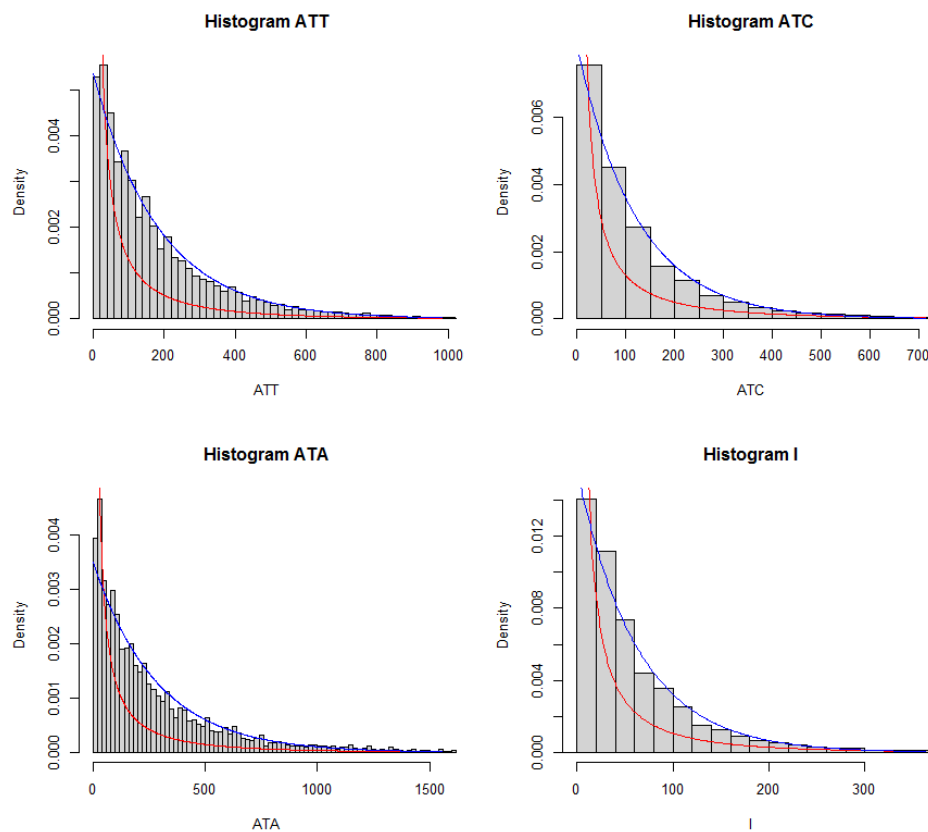 Histogram ATT
Density
0.000 0.002 0.004
0 200 400 600 800 1000
ATT
Histogram ATC
Density
0.000 0.002 0.004 0.006
0 100 200 300 400 500 600 700
ATC
Histogram ATA
Density
0.000 0.001 0.002 0.003 0.004
0 500 1000 1500
ATA
Histogram I
Density
0.000 0.004 0.008 0.012
0 100 200 300
I